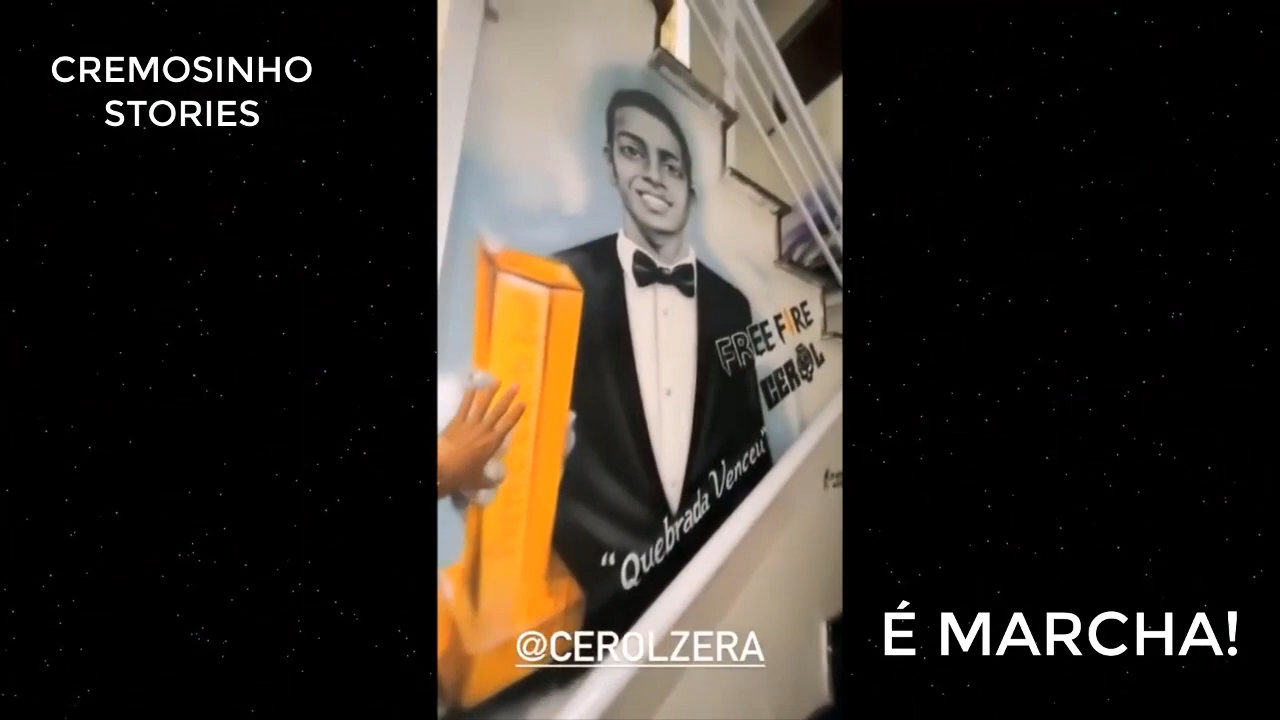 CREMOSINHO
STORIES
FREE FIRE
CEROL
"Quebrada Venceu"
@CEROLZERA
É MARCHA!